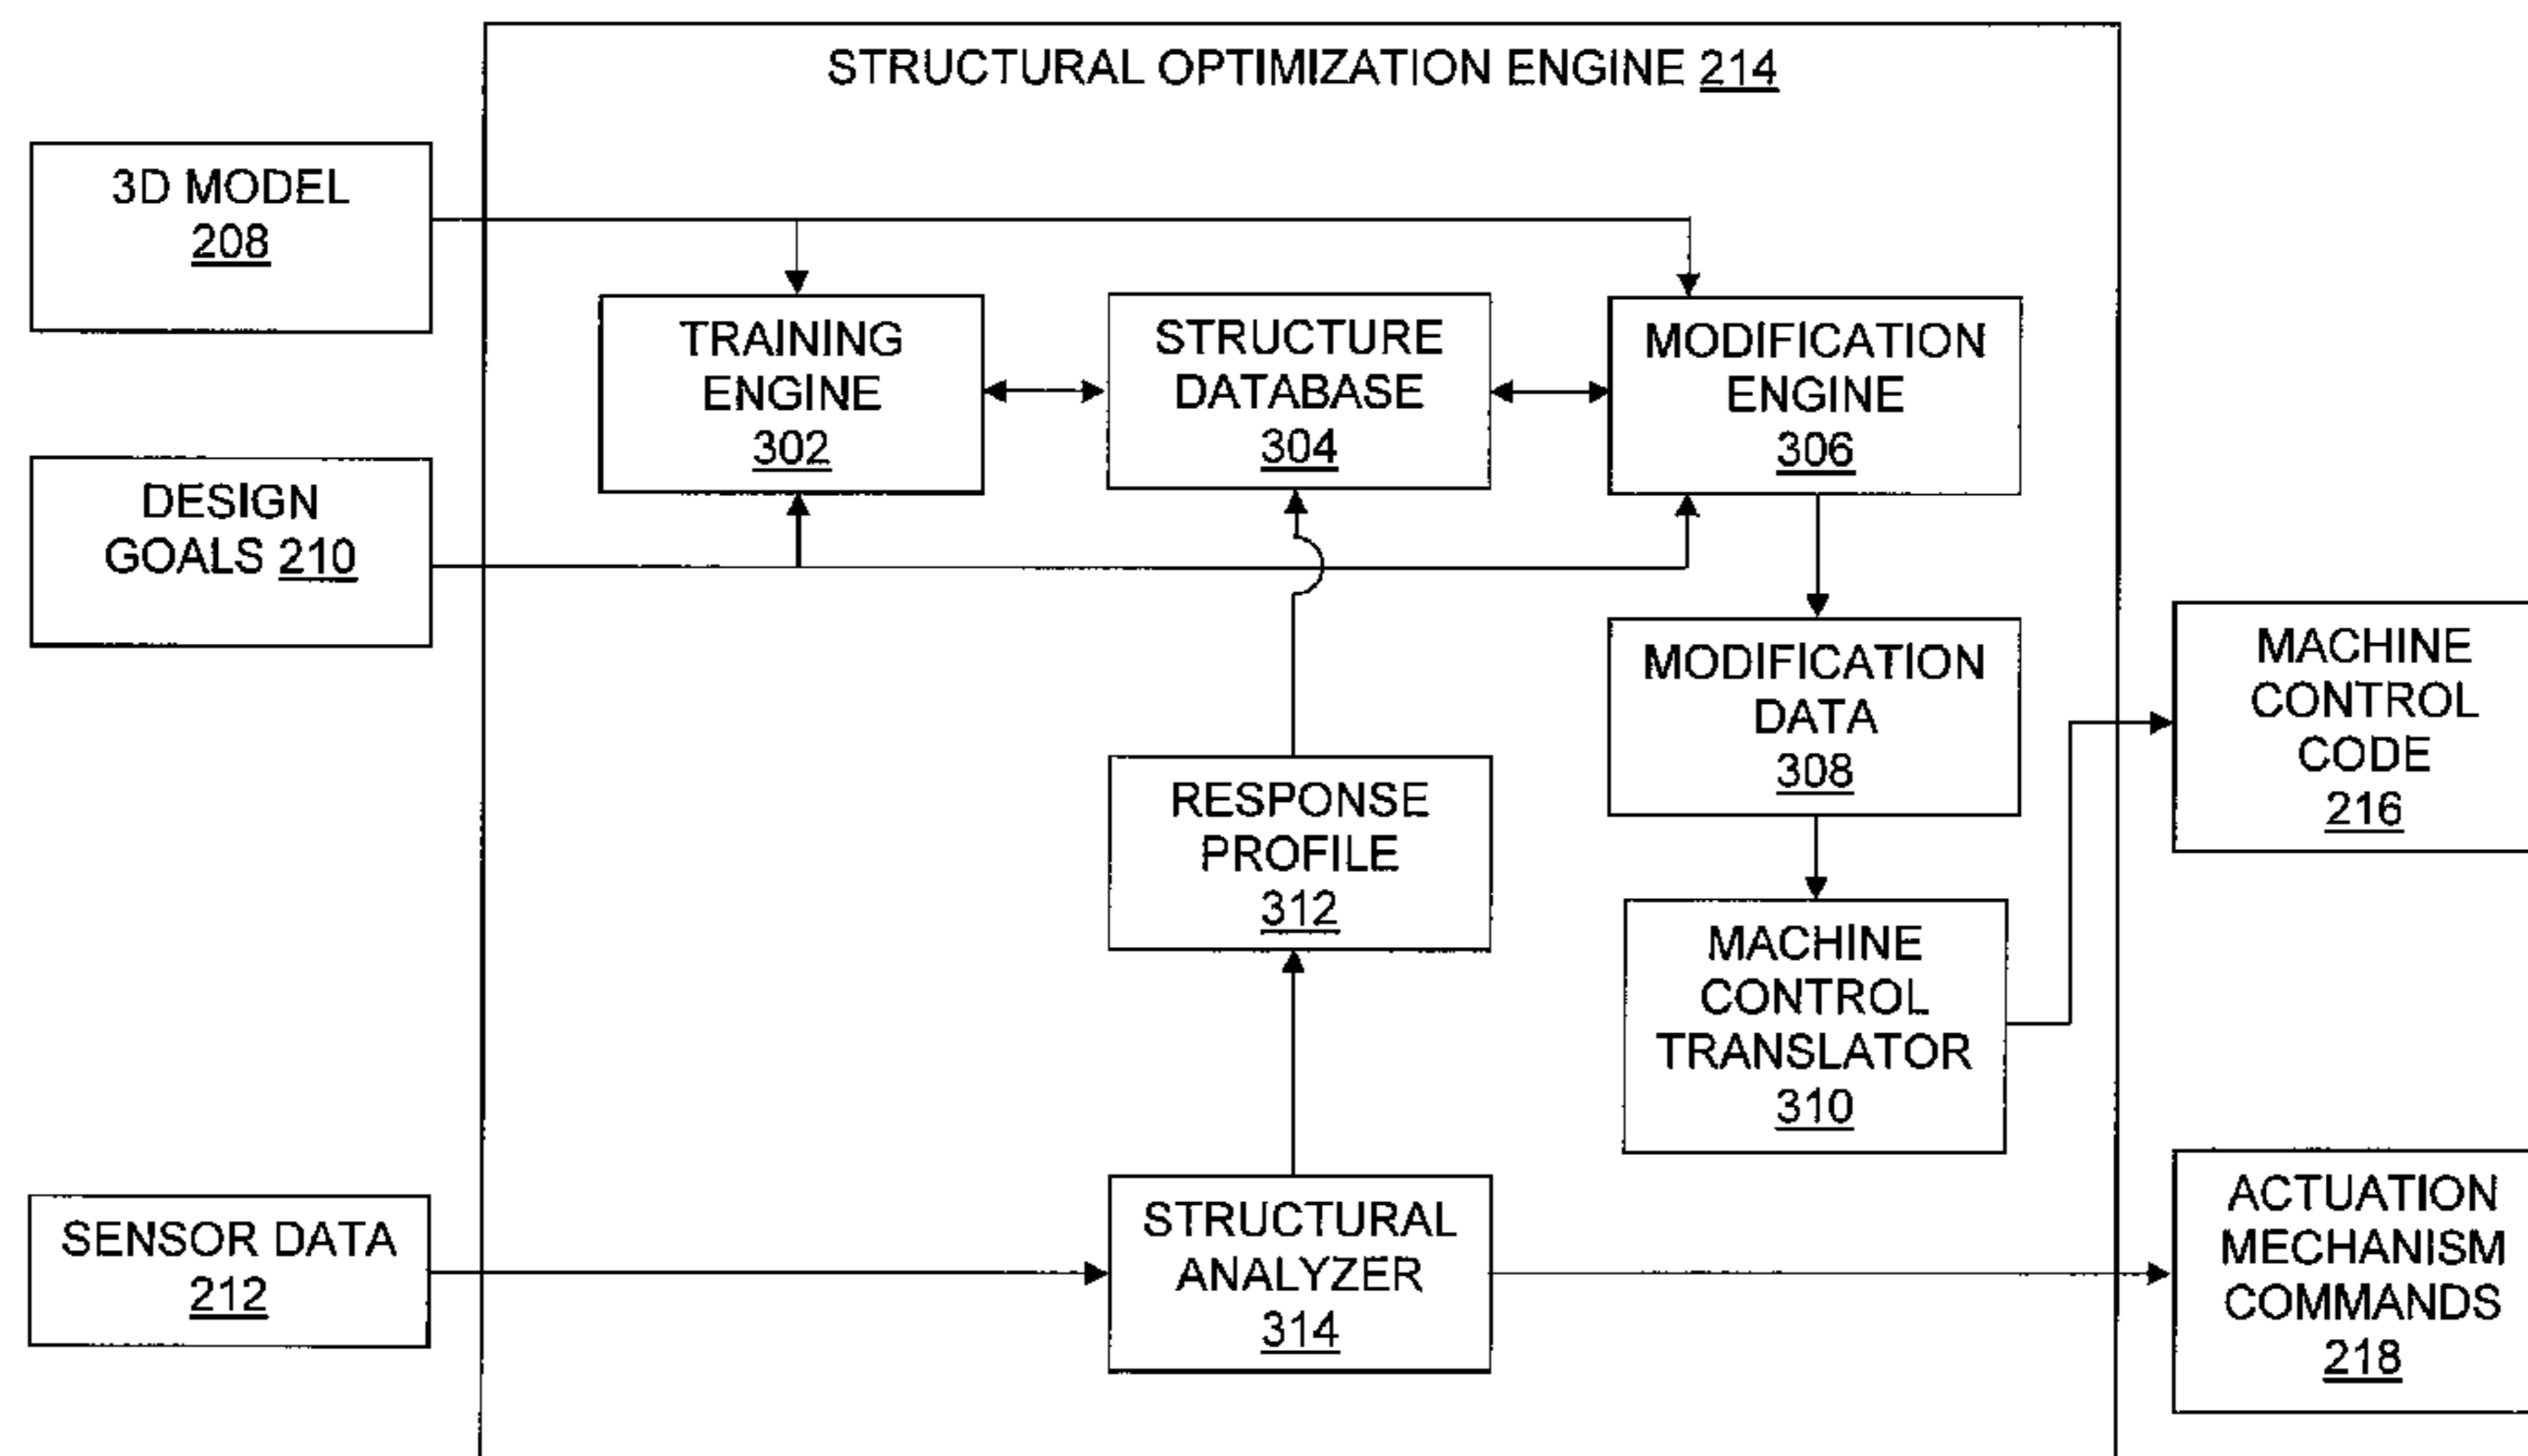 STRUCTURAL OPTIMIZATION ENGINE 214
3D MODEL
208
TRAINING
ENGINE
302
STRUCTURE
DATABASE
304
MODIFICATION
ENGINE
306
DESIGN
GOALS 210
MODIFICATION
DATA
308
MACHINE
CONTROL
CODE
216
RESPONSE
PROFILE
312
MACHINE
CONTROL
TRANSLATOR
310
SENSOR DATA
212
STRUCTURAL
ANALYZER
314
ACTUATION
MECHANISM
COMMANDS
218